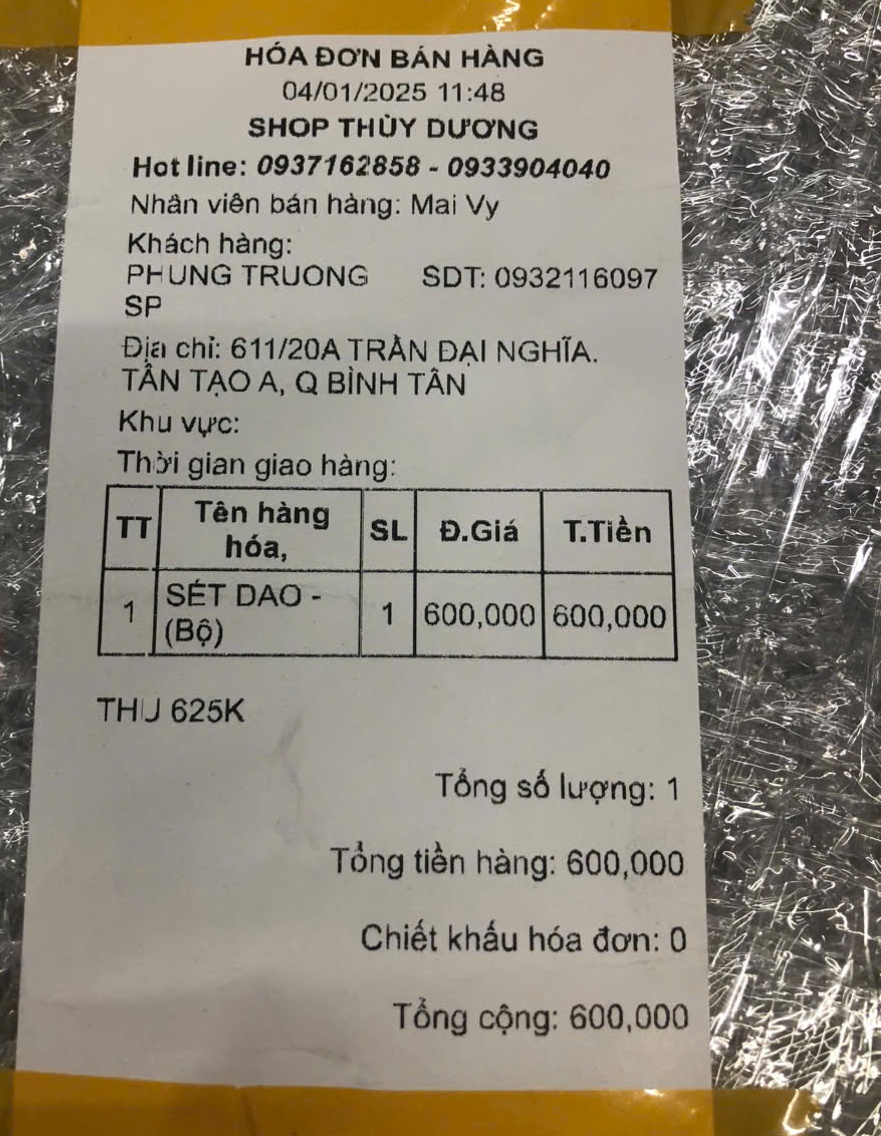 HÓA ĐƠN BÁN HÀNG
04/01/2025 11:48
SHOP THÙY DƯƠNG
Hot line: 0937162858 - 0933904040
Nhân viên bán hàng: Mai Vy
Khách hàng:
PHUNG TRUONG SDT: 0932116097
SP
Địa chỉ: 611/20A TRẦN ĐẠI NGHĨA.
TÂN TẠO A, Q BÌNH TÂN
Khu vực:
Thời gian giao hàng:
TT Tên hàng hóa, SL Đ.Giá T.Tiền
1 SÉT DAO - (Bộ) 1 600,000 600,000
THU 625K
Tổng số lượng: 1
Tổng tiền hàng: 600,000
Chiết khấu hóa đơn: 0
Tổng cộng: 600,000